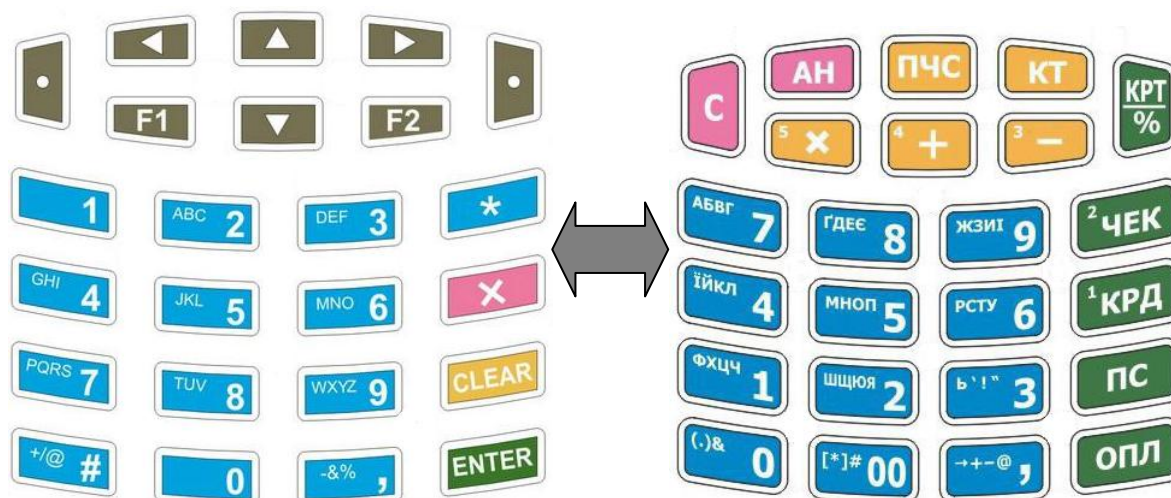 F1 F2
1 ABC 2 DEF 3 *
GHI 4 JKL 5 MNO 6 ×
PQRS 7 TUV 8 WXYZ 9 CLEAR
+/@ # 0 -&% , ENTER
С АН ПЧС КТ КРТ/%
5 × 4 + 3 −
АБВГ 7 ҐДЕЄ 8 ЖЗИІ 9 2 ЧЕК
ЇЙКЛ 4 МНОП 5 РСТУ 6 1 КРД
ФХЦЧ 1 ШЩЮЯ 2 Ь‵!" 3 ПС
(.)& 0 [*]# 00 →+-@ , ОПЛ